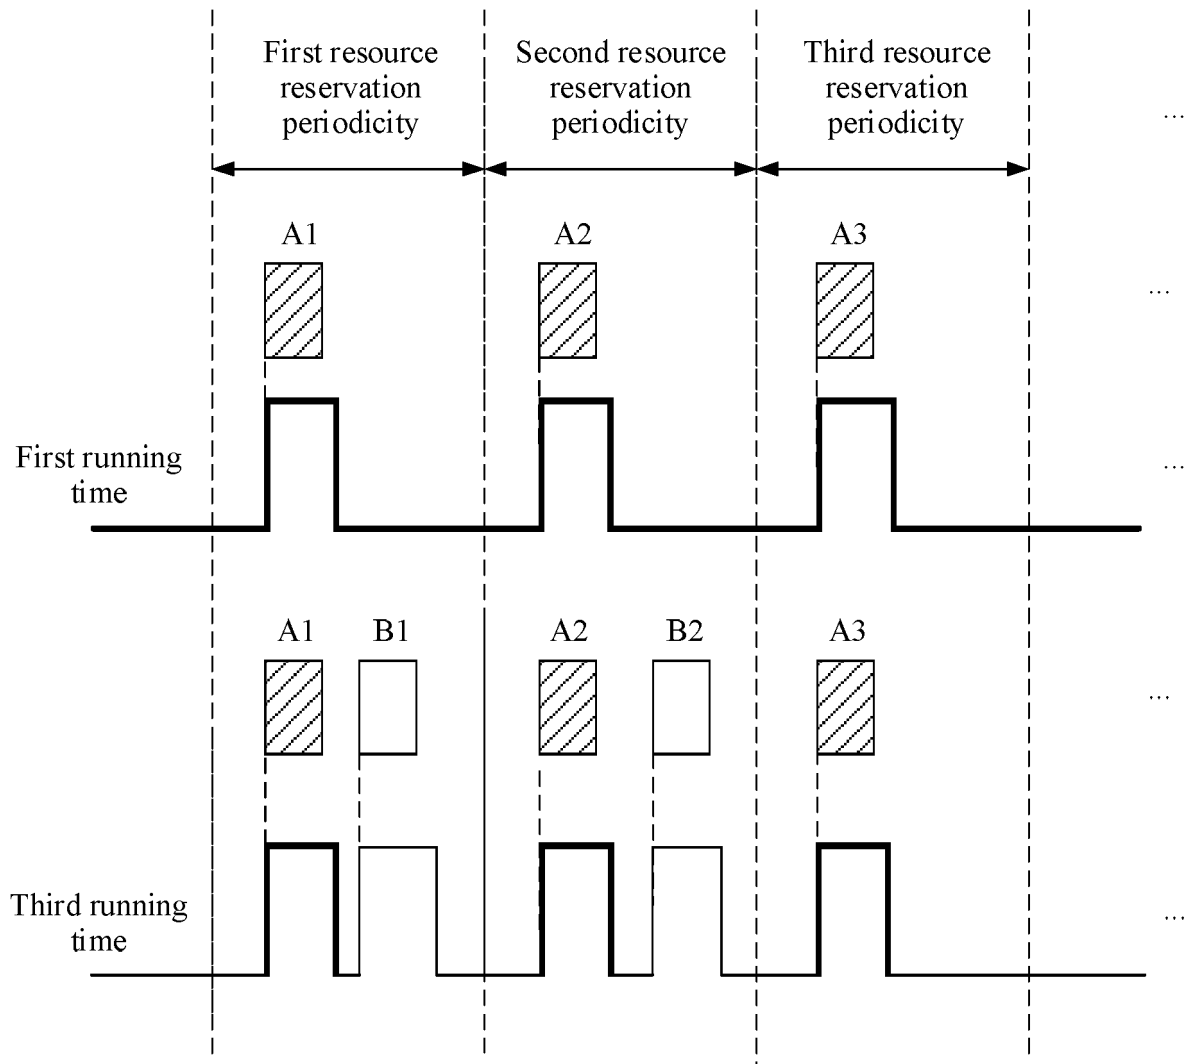 First resource
reservation
periodicity
Second resource
reservation
periodicity
Third resource
reservation
periodicity
...
A1
A2
A3
...
First running
time
...
A1
B1
A2
B2
A3
...
Third running
time
...